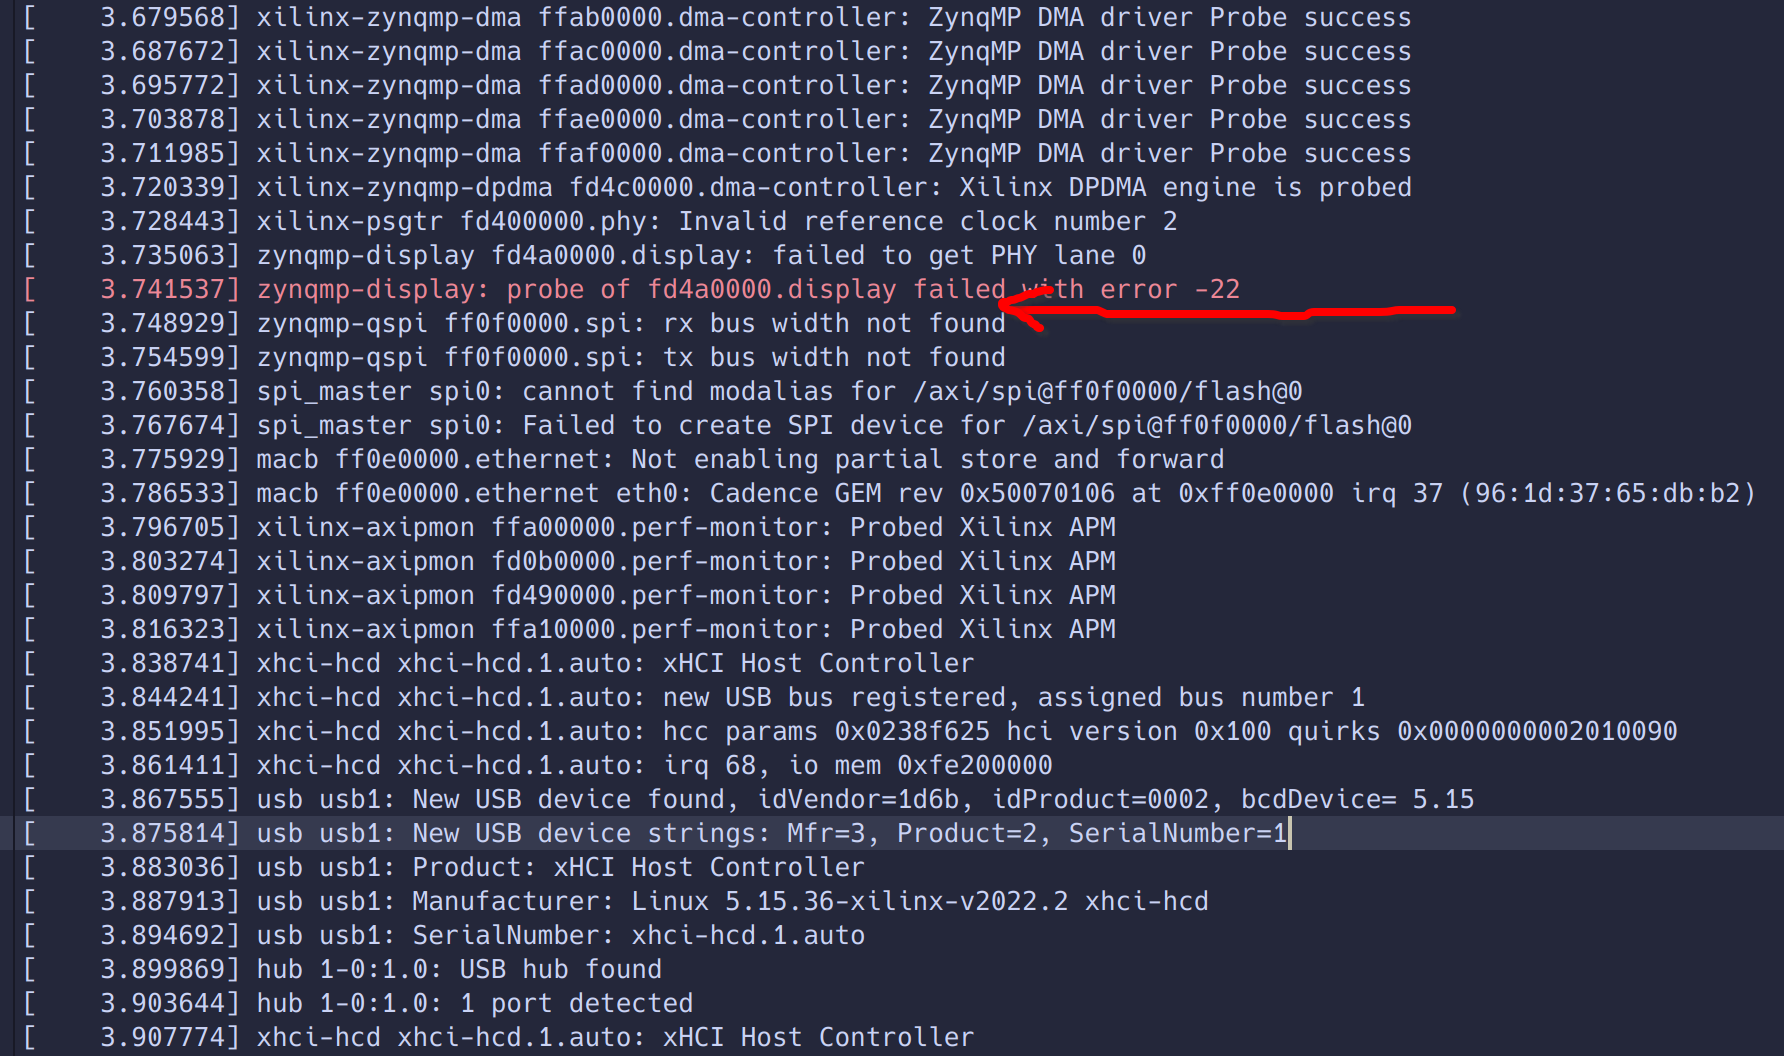 [    3.679568] xilinx-zynqmp-dma ffab0000.dma-controller: ZynqMP DMA driver Probe success
[    3.687672] xilinx-zynqmp-dma ffac0000.dma-controller: ZynqMP DMA driver Probe success
[    3.695772] xilinx-zynqmp-dma ffad0000.dma-controller: ZynqMP DMA driver Probe success
[    3.703878] xilinx-zynqmp-dma ffae0000.dma-controller: ZynqMP DMA driver Probe success
[    3.711985] xilinx-zynqmp-dma ffaf0000.dma-controller: ZynqMP DMA driver Probe success
[    3.720339] xilinx-zynqmp-dpdma fd4c0000.dma-controller: Xilinx DPDMA engine is probed
[    3.728443] xilinx-psgtr fd400000.phy: Invalid reference clock number 2
[    3.735063] zynqmp-display fd4a0000.display: failed to get PHY lane 0
[    3.741537] zynqmp-display: probe of fd4a0000.display failed with error -22
[    3.748929] zynqmp-qspi ff0f0000.spi: rx bus width not found
[    3.754599] zynqmp-qspi ff0f0000.spi: tx bus width not found
[    3.760358] spi_master spi0: cannot find modalias for /axi/spi@ff0f0000/flash@0
[    3.767674] spi_master spi0: Failed to create SPI device for /axi/spi@ff0f0000/flash@0
[    3.775929] macb ff0e0000.ethernet: Not enabling partial store and forward
[    3.786533] macb ff0e0000.ethernet eth0: Cadence GEM rev 0x50070106 at 0xff0e0000 irq 37 (96:1d:37:65:db:b2)
[    3.796705] xilinx-axipmon ffa00000.perf-monitor: Probed Xilinx APM
[    3.803274] xilinx-axipmon fd0b0000.perf-monitor: Probed Xilinx APM
[    3.809797] xilinx-axipmon fd490000.perf-monitor: Probed Xilinx APM
[    3.816323] xilinx-axipmon ffa10000.perf-monitor: Probed Xilinx APM
[    3.838741] xhci-hcd xhci-hcd.1.auto: xHCI Host Controller
[    3.844241] xhci-hcd xhci-hcd.1.auto: new USB bus registered, assigned bus number 1
[    3.851995] xhci-hcd xhci-hcd.1.auto: hcc params 0x0238f625 hci version 0x100 quirks 0x0000000002010090
[    3.861411] xhci-hcd xhci-hcd.1.auto: irq 68, io mem 0xfe200000
[    3.867555] usb usb1: New USB device found, idVendor=1d6b, idProduct=0002, bcdDevice= 5.15
[    3.875814] usb usb1: New USB device strings: Mfr=3, Product=2, SerialNumber=1
[    3.883036] usb usb1: Product: xHCI Host Controller
[    3.887913] usb usb1: Manufacturer: Linux 5.15.36-xilinx-v2022.2 xhci-hcd
[    3.894692] usb usb1: SerialNumber: xhci-hcd.1.auto
[    3.899869] hub 1-0:1.0: USB hub found
[    3.903644] hub 1-0:1.0: 1 port detected
[    3.907774] xhci-hcd xhci-hcd.1.auto: xHCI Host Controller